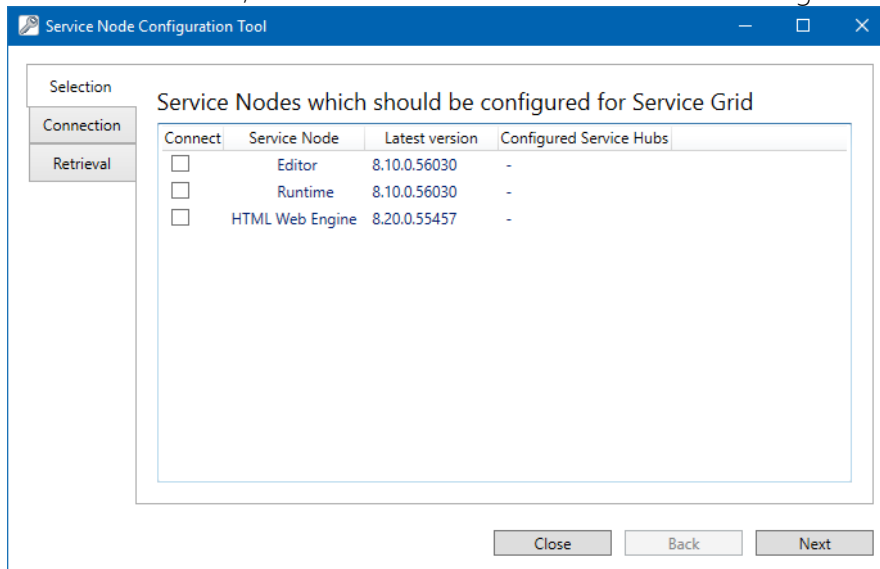 Service Node Configuration Tool
Selection
Connection
Retrieval
Service Nodes which should be configured for Service Grid
Connect Service Node Latest version Configured Service Hubs
Editor 8.10.0.56030 -
Runtime 8.10.0.56030 -
HTML Web Engine 8.20.0.55457 -
Close Back Next